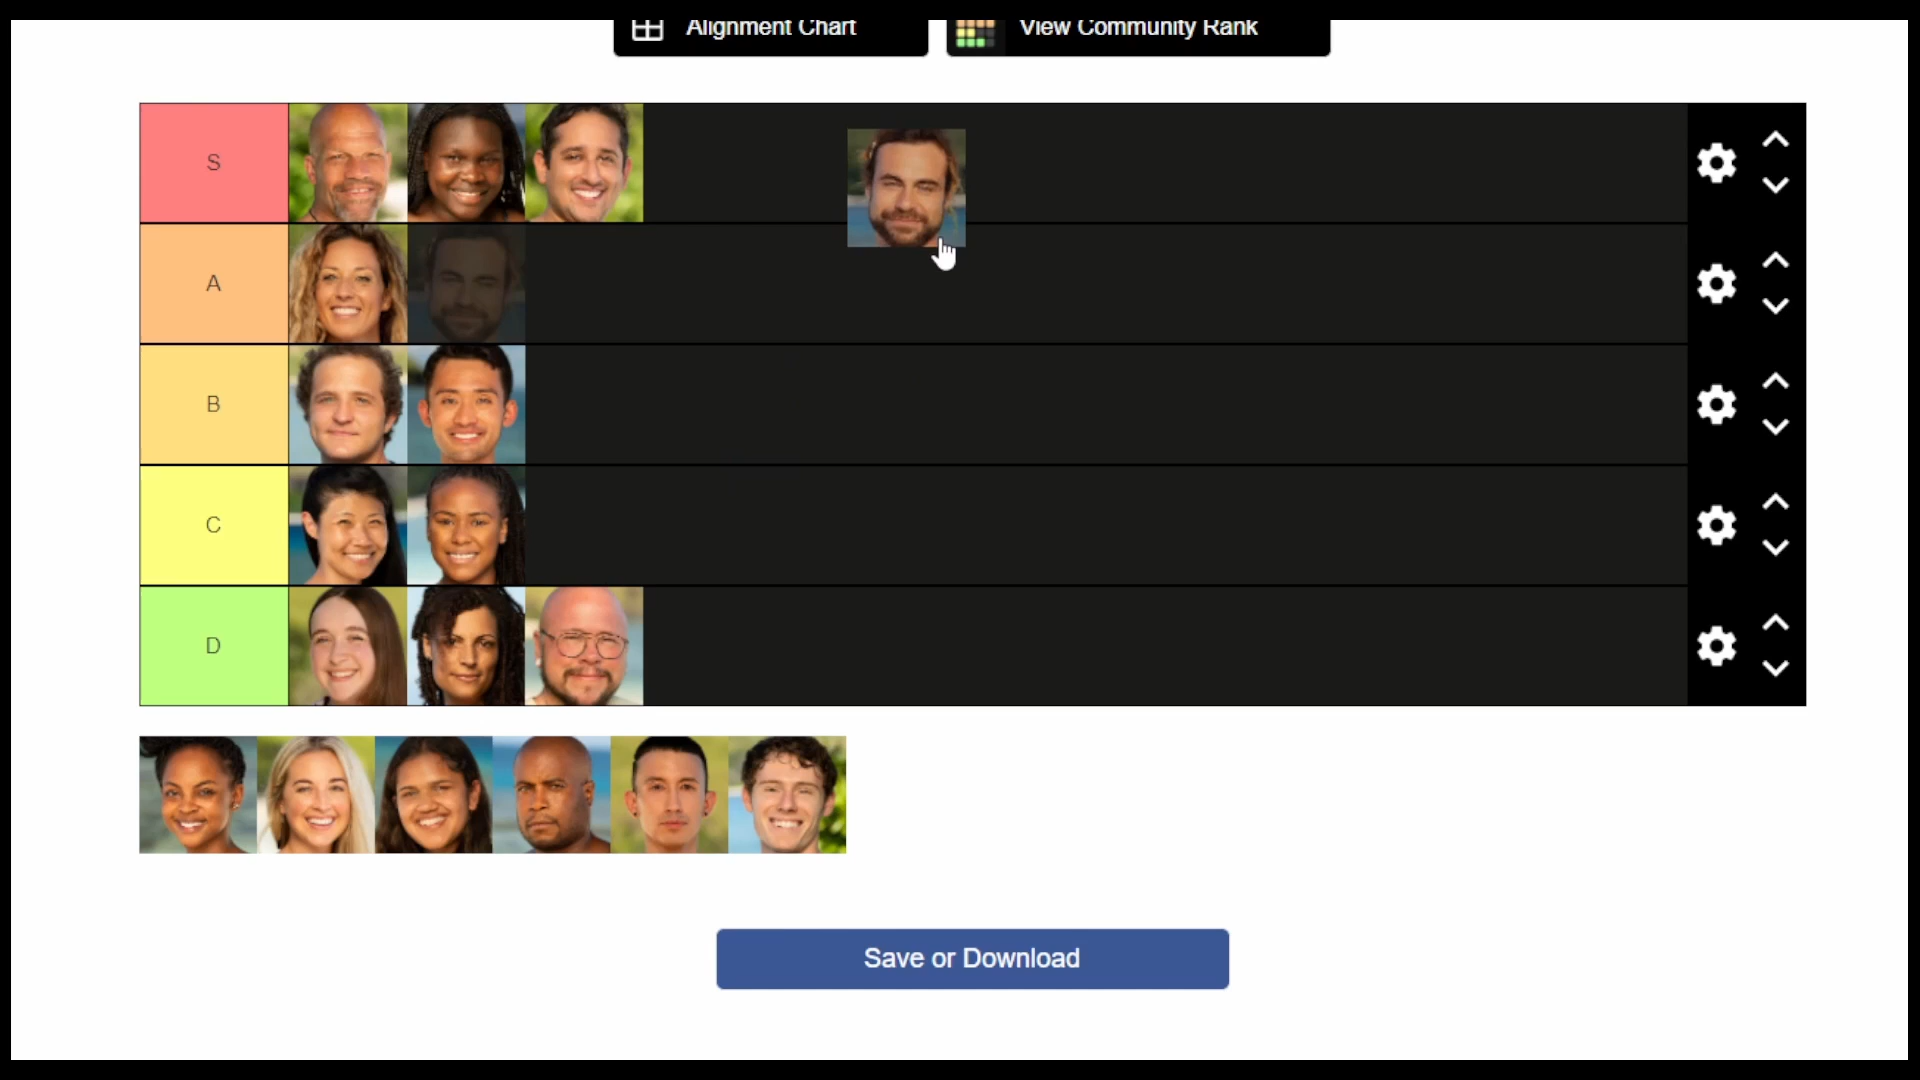 Alignment Chart
View Community Rank
S
A
B
C
D
Save or Download